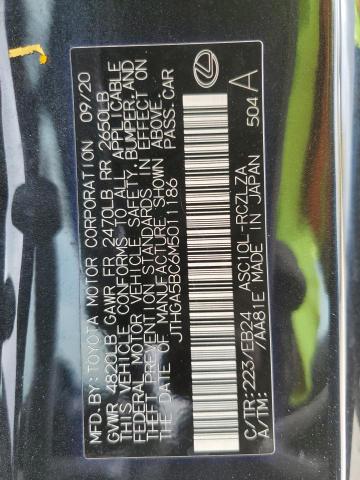 MFD.BY:TOYOTA MOTOR CORPORATION 09/20
GVWR 4820LB GAWR FR 2470LB RR 2650LB
THIS VEHICLE CONFORMS TO ALL APPLICABLE
FEDERAL MOTOR VEHICLE SAFETY, BUMPER, AND
THEFT PREVENTION STANDARDS IN EFFECT ON
THE DATE OF MANUFACTURE SHOWN ABOVE.
JTHGA5BC6M5011186 PASS.CAR
C/TR:223/EB24 ASC10L-RCZLZA
A/TM: /AA81E MADE IN JAPAN 504 A